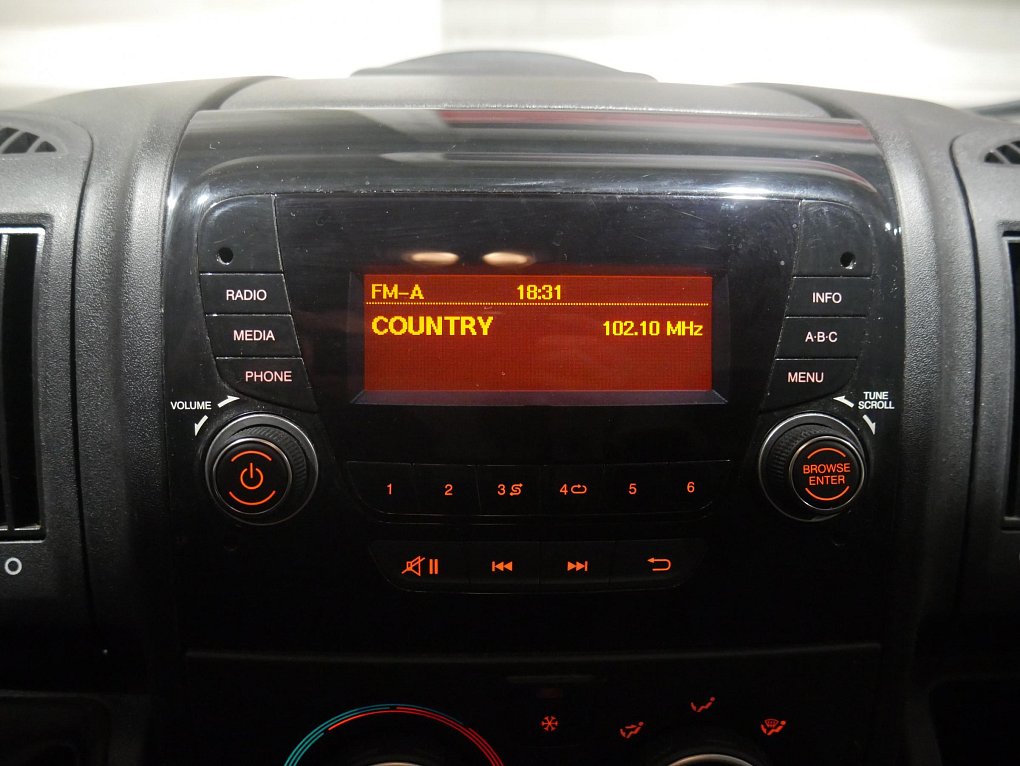 FM-A 18:31
COUNTRY 102.10 MHz
RADIO
MEDIA
PHONE
INFO
A·B·C
MENU
VOLUME
TUNE
SCROLL
BROWSE
ENTER
1 2 3 4 5 6